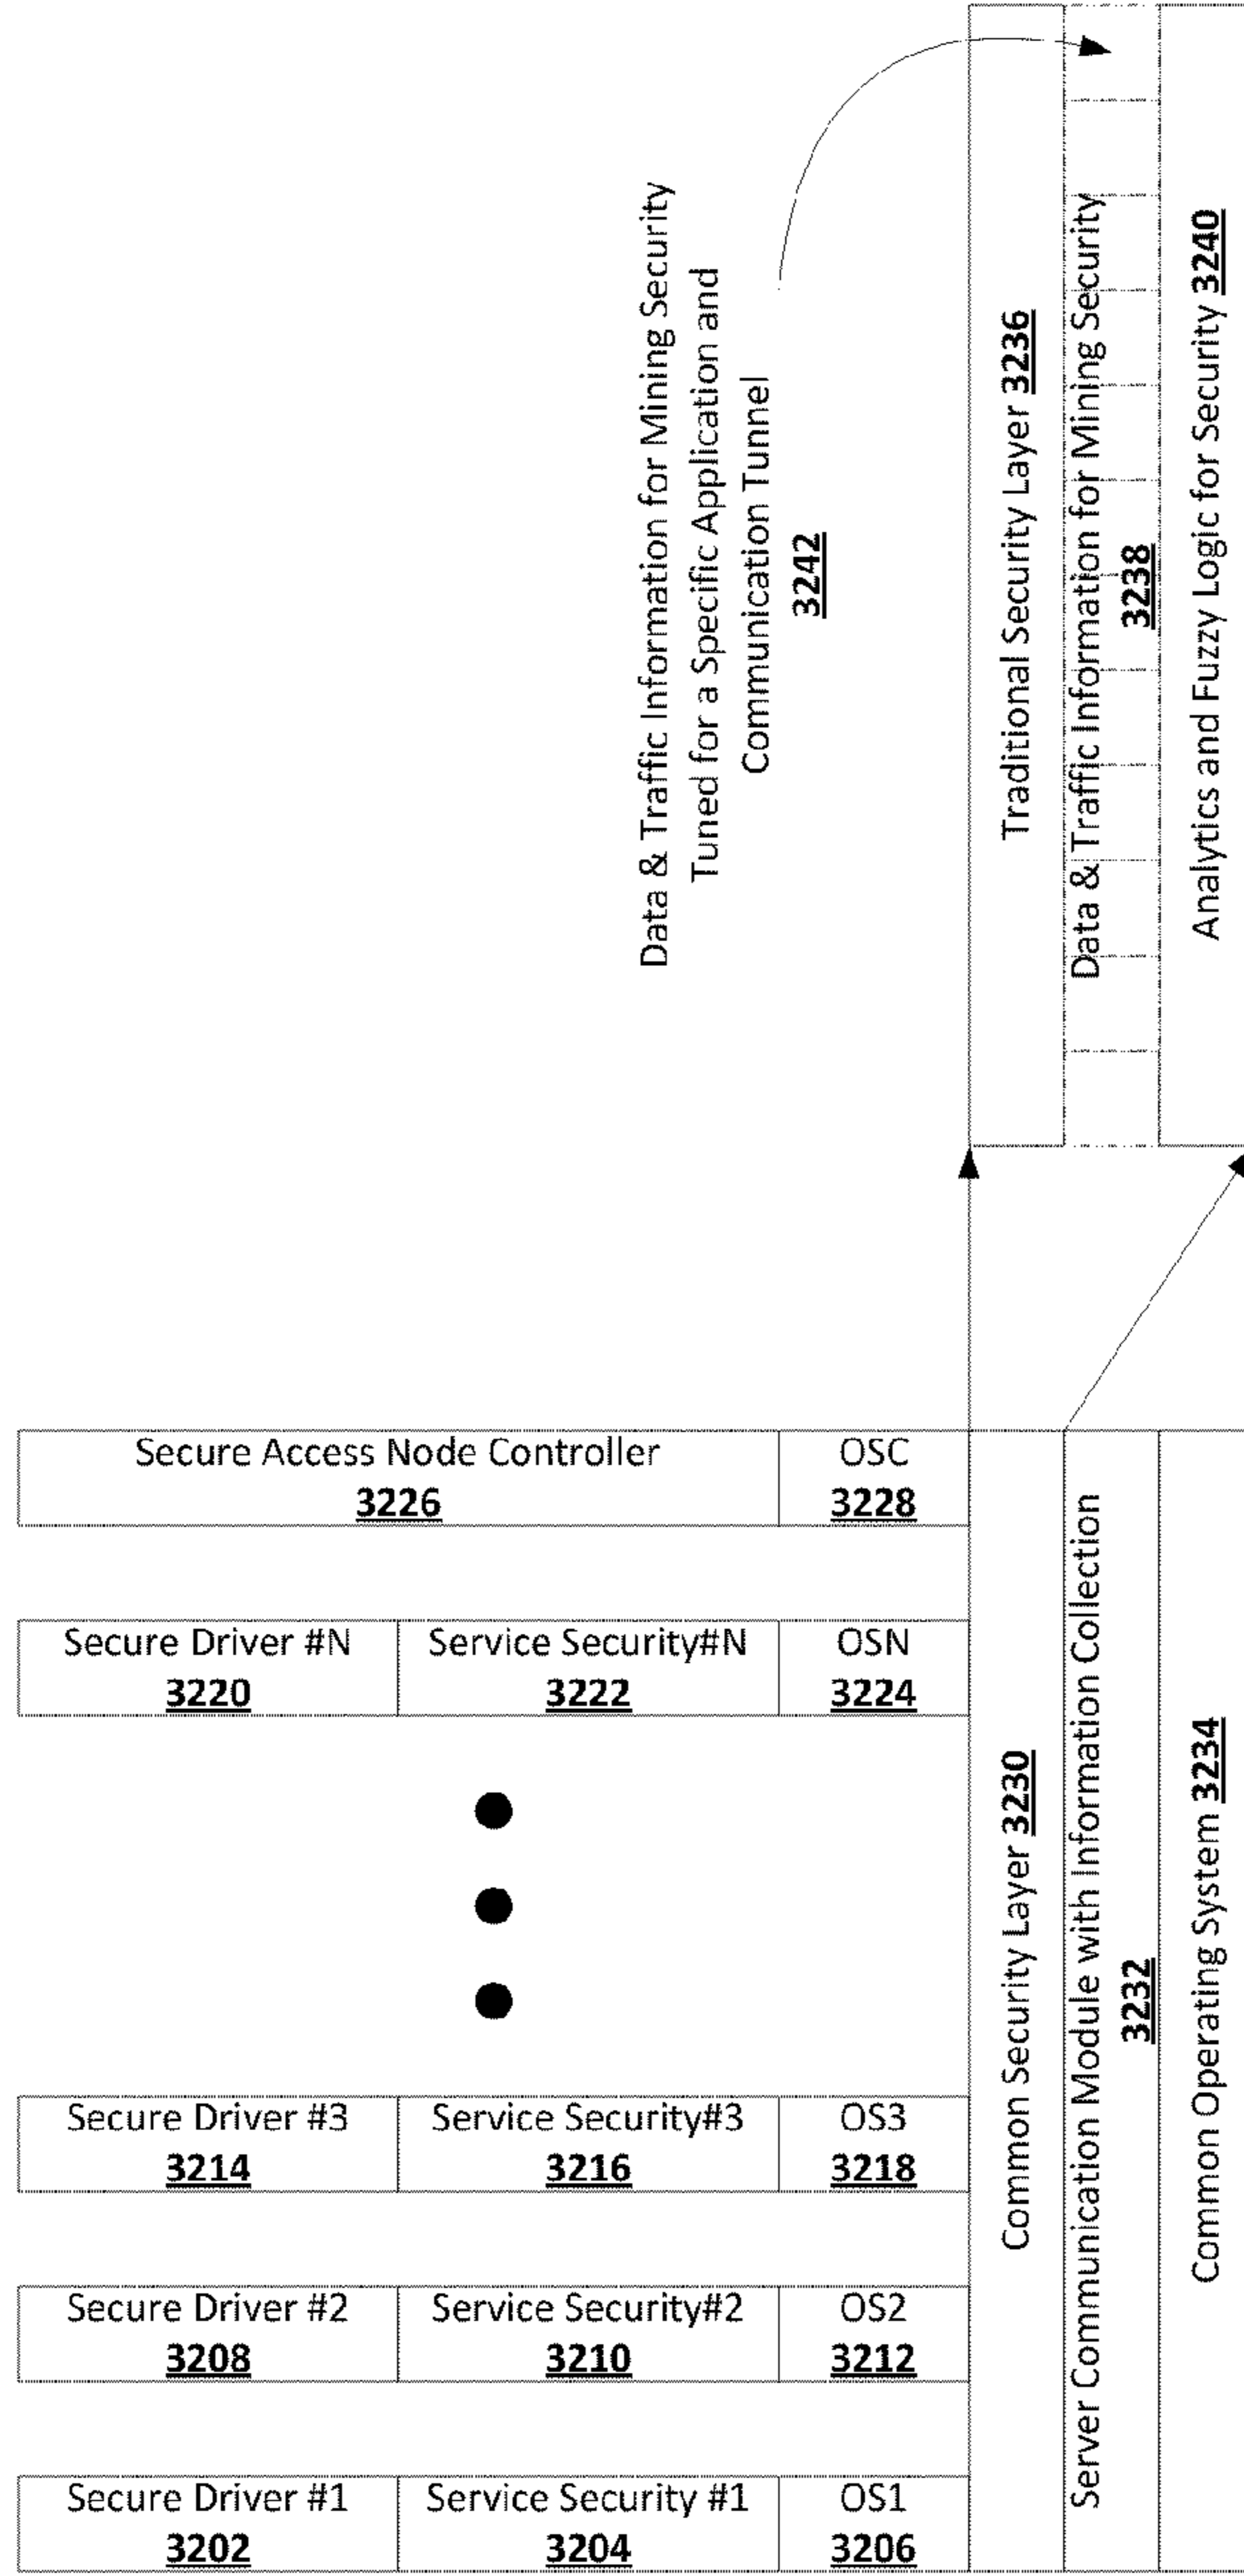 Secure Access Node Controller
3226
OSC
3228
Secure Driver #N
3220
Service Security#N
3222
OSN
3224
Secure Driver #3
3214
Service Security#3
3216
OS3
3218
Secure Driver #2
3208
Service Security#2
3210
OS2
3212
Secure Driver #1
3202
Service Security #1
3204
OS1
3206
Common Security Layer 3230
Server Communication Module with Information Collection
3232
Common Operating System 3234
Data & Traffic Information for Mining Security
Tuned for a Specific Application and
Communication Tunnel
3242
Traditional Security Layer 3236
Data & Traffic Information for Mining Security
3238
Analytics and Fuzzy Logic for Security 3240